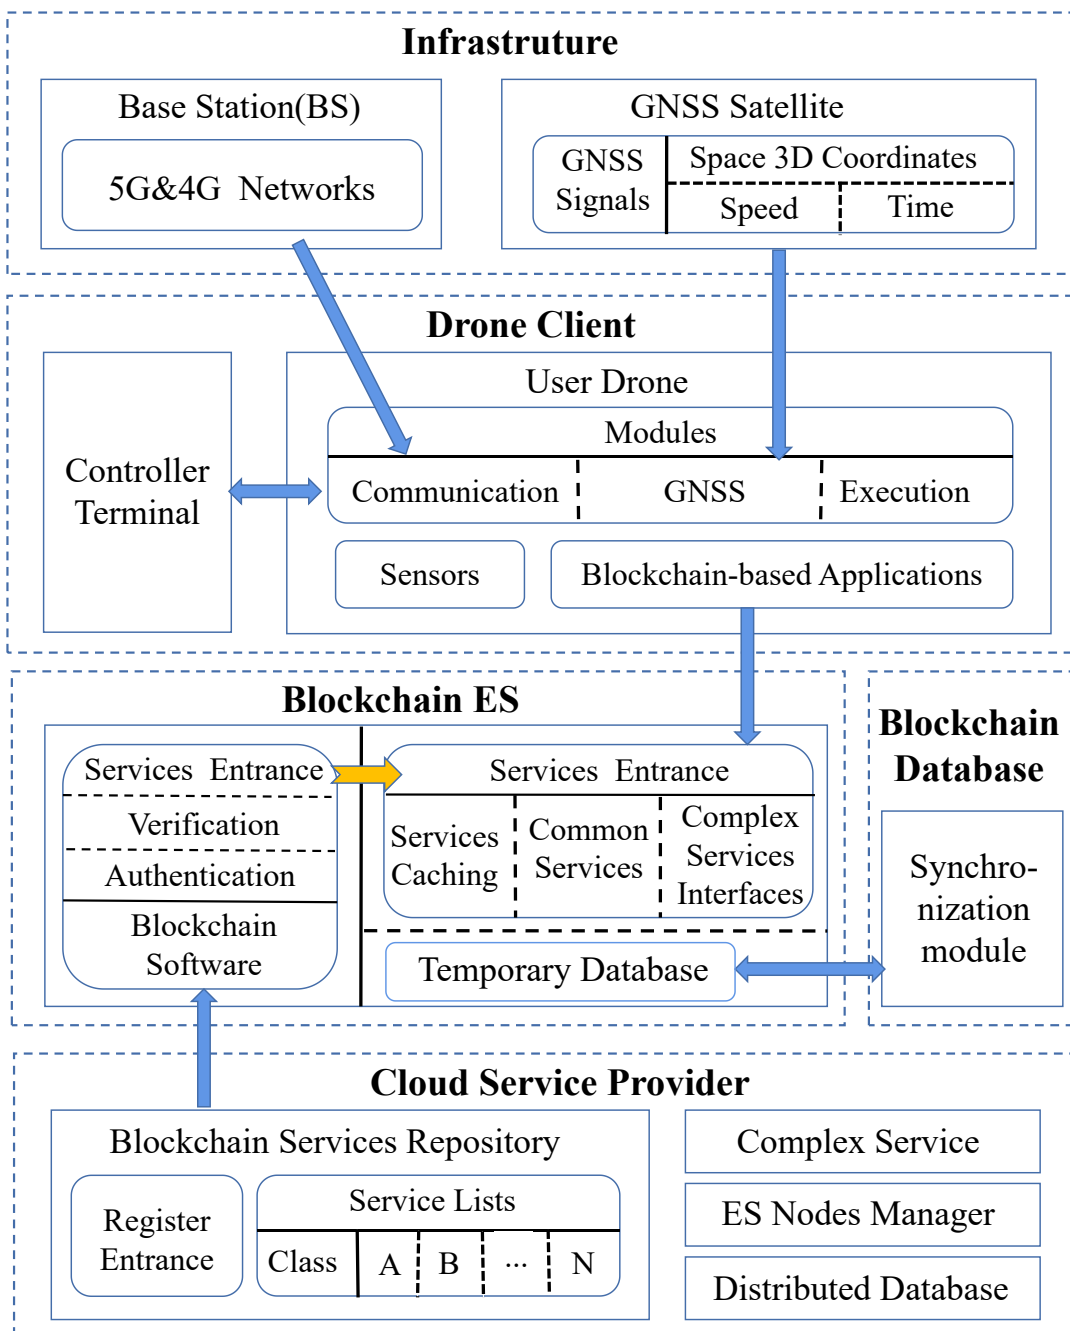 Infrastruture
Base Station(BS)
5G&4G Networks
GNSS Satellite
GNSS
Signals
Space 3D Coordinates
Speed
Time
Drone Client
Controller
Terminal
User Drone
Modules
Communication
GNSS
Execution
Sensors
Blockchain-based Applications
Blockchain ES
Services Entrance
Verification
Authentication
Blockchain
Software
Services Entrance
Services
Caching
Common
Services
Complex
Services
Interfaces
Temporary Database
Blockchain
Database
Synchro-
nization
module
Cloud Service Provider
Blockchain Services Repository
Register
Entrance
Service Lists
Class
A
B
...
N
Complex Service
ES Nodes Manager
Distributed Database